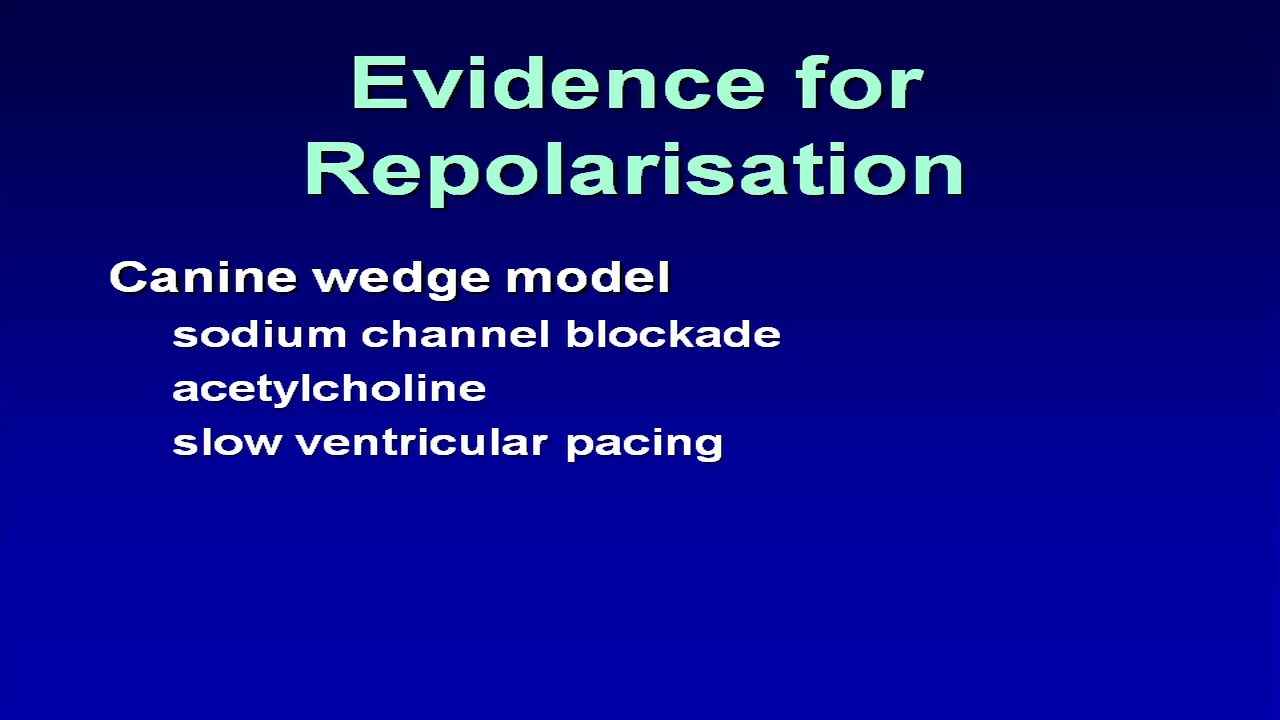 Evidence for
Repolarisation
Canine wedge model
sodium channel blockade
acetylcholine
slow ventricular pacing